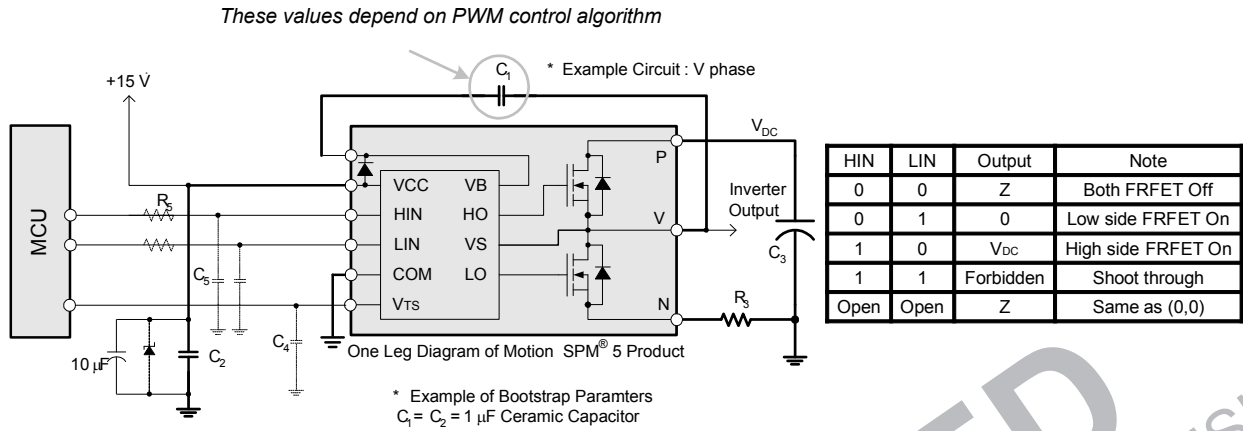 These values depend on PWM control algorithm
C1
* Example Circuit : V phase
+15 V
MCU
R5
C5
C4
10 µF
C2
VCC
HIN
LIN
COM
VTS
VB
HO
VS
LO
P
V
N
VDC
Inverter
Output
C3
R3
One Leg Diagram of Motion SPM® 5 Product
* Example of Bootstrap Paramters
C1 = C2 = 1 µF Ceramic Capacitor
HIN LIN Output Note
0 0 Z Both FRFET Off
0 1 0 Low side FRFET On
1 0 VDC High side FRFET On
1 1 Forbidden Shoot through
Open Open Z Same as (0,0)